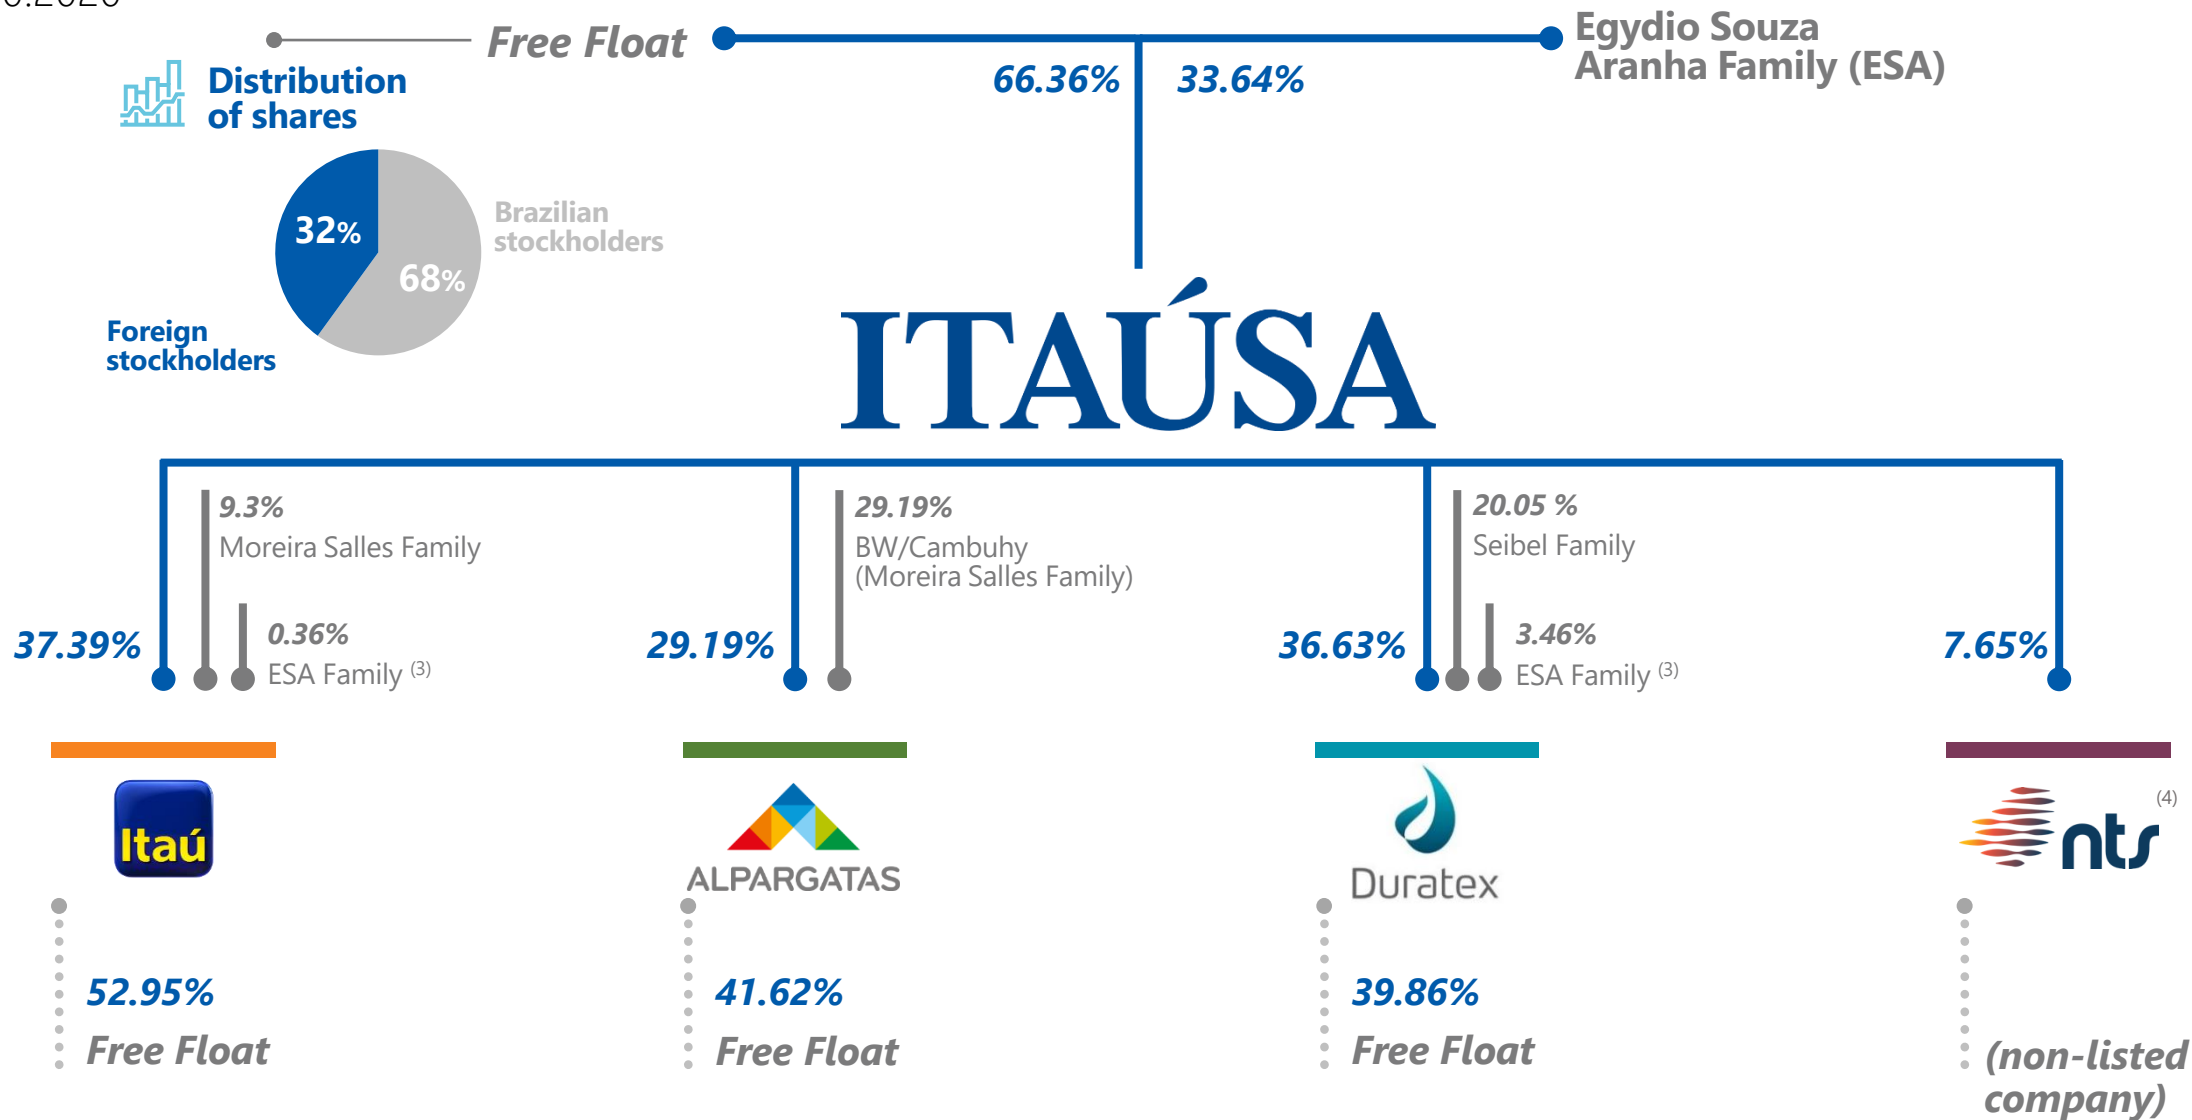 Free Float
Egydio Souza
Aranha Family (ESA)
66.36%
33.64%
Distribution
of shares
32%
68%
Brazilian
stockholders
Foreign
stockholders
ITAÚSA
9.3%
Moreira Salles Family
0.36%
ESA Family (3)
37.39%
29.19%
BW/Cambuhy
(Moreira Salles Family)
29.19%
20.05 %
Seibel Family
3.46%
ESA Family (3)
36.63%
7.65%
Itaú
ALPARGATAS
Duratex
nts (4)
52.95%
Free Float
41.62%
Free Float
39.86%
Free Float
(non-listed
company)